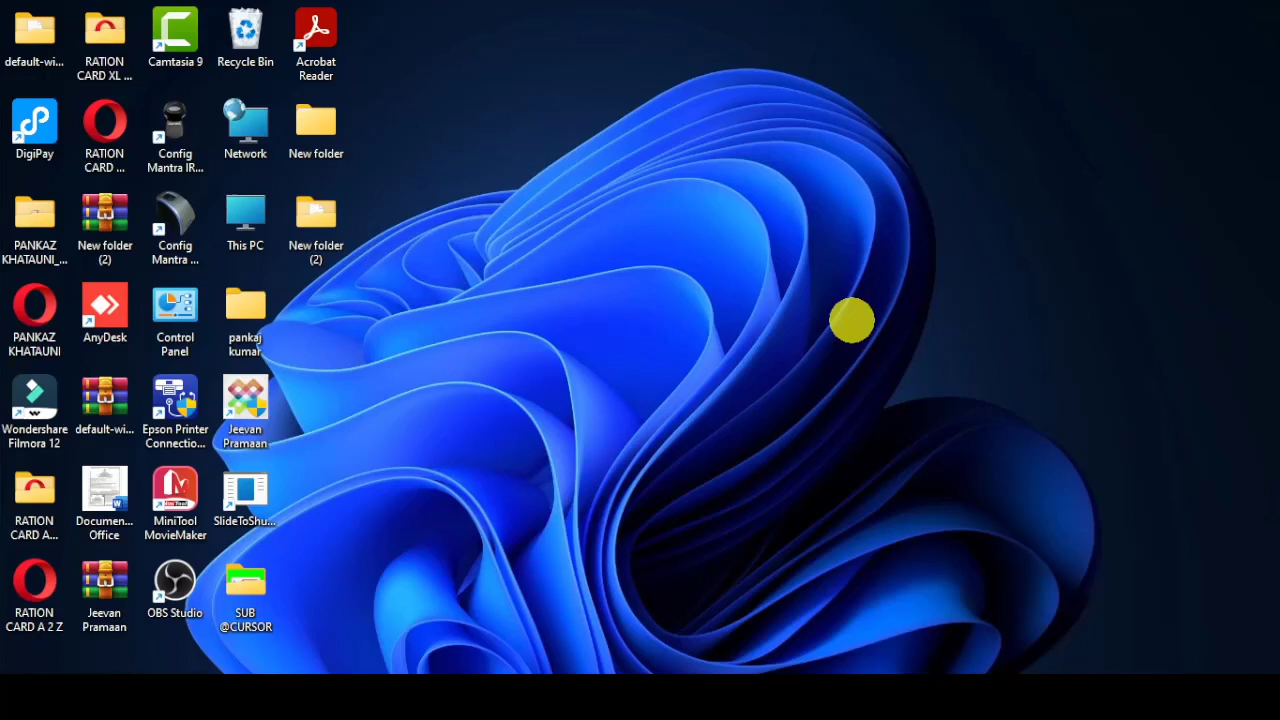 default-wi...
RATION
CARD XL ...
Camtasia 9
Recycle Bin
Acrobat
Reader
DigiPay
RATION
CARD ...
Config
Mantra IR...
Network
New folder
PANKAZ
KHATAUNI_...
New folder
(2)
Config
Mantra ...
This PC
New folder
(2)
PANKAZ
KHATAUNI
AnyDesk
Control
Panel
pankaj
kumar
Wondershare
Filmora 12
default-wi...
Epson Printer
Connectio...
Jeevan
Pramaan
RATION
CARD A...
Documen...
Office
MiniTool
MovieMaker
SlideToShu...
RATION
CARD A 2 Z
Jeevan
Pramaan
OBS Studio
SUB
@CURSOR